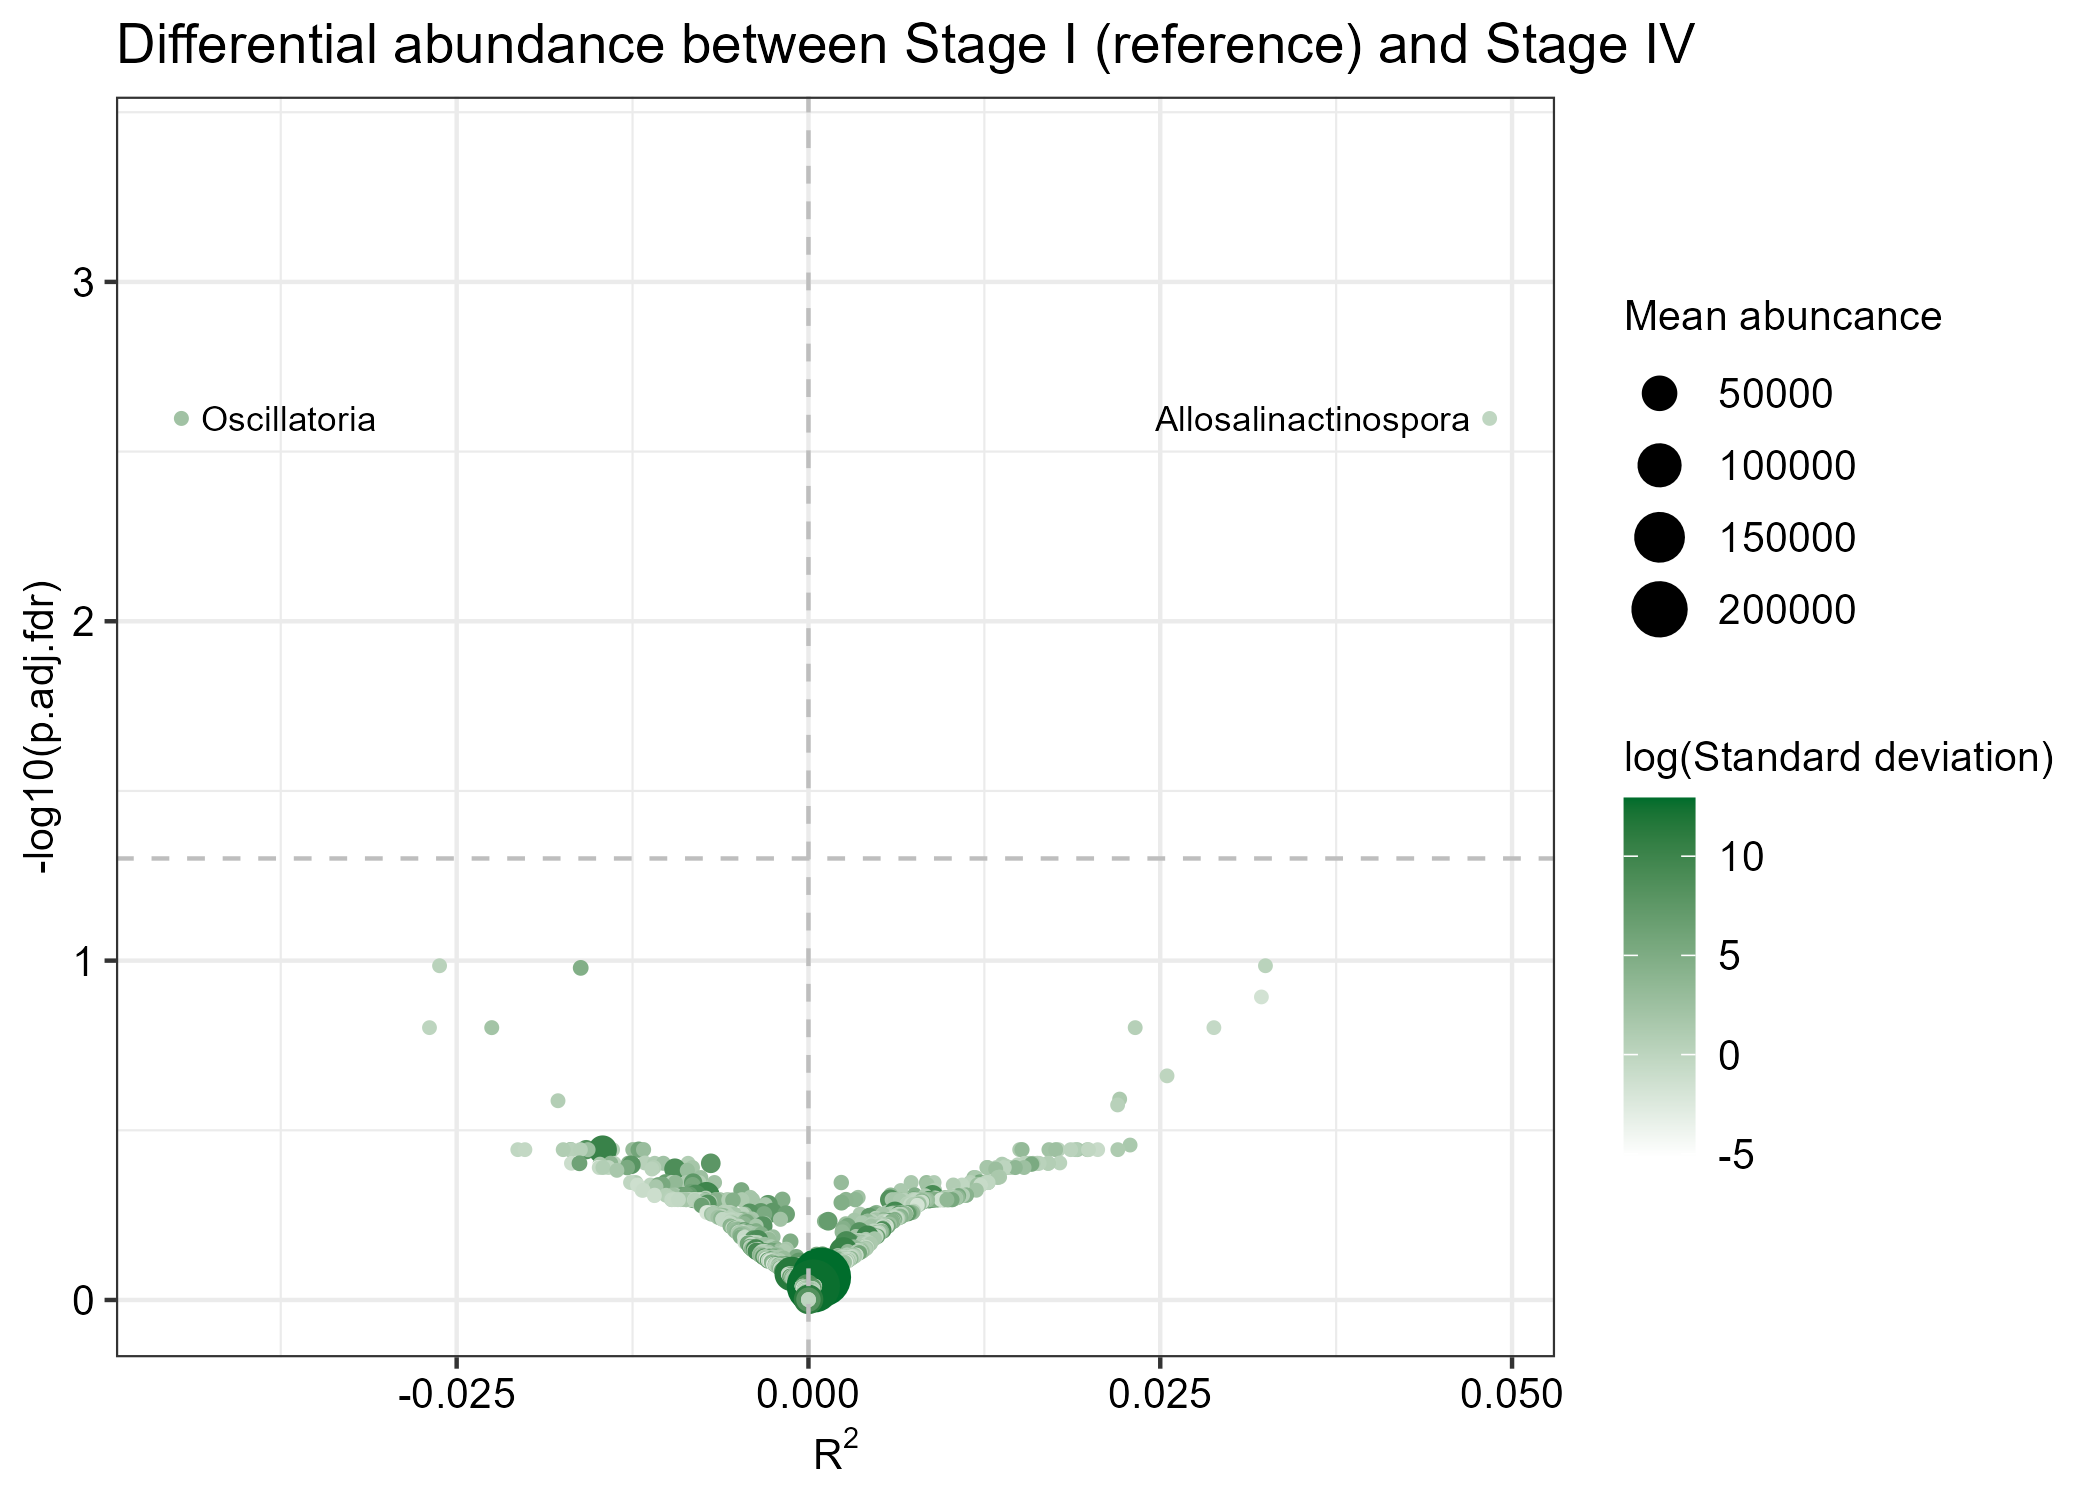 Differential abundance between Stage I (reference) and Stage IV
-log10(p.adj.fdr)
3
2
1
0
Oscillatoria
Allosalinactinospora
-0.025
0.000
0.025
0.050
R²
Mean abuncance
50000
100000
150000
200000
log(Standard deviation)
10
5
0
-5